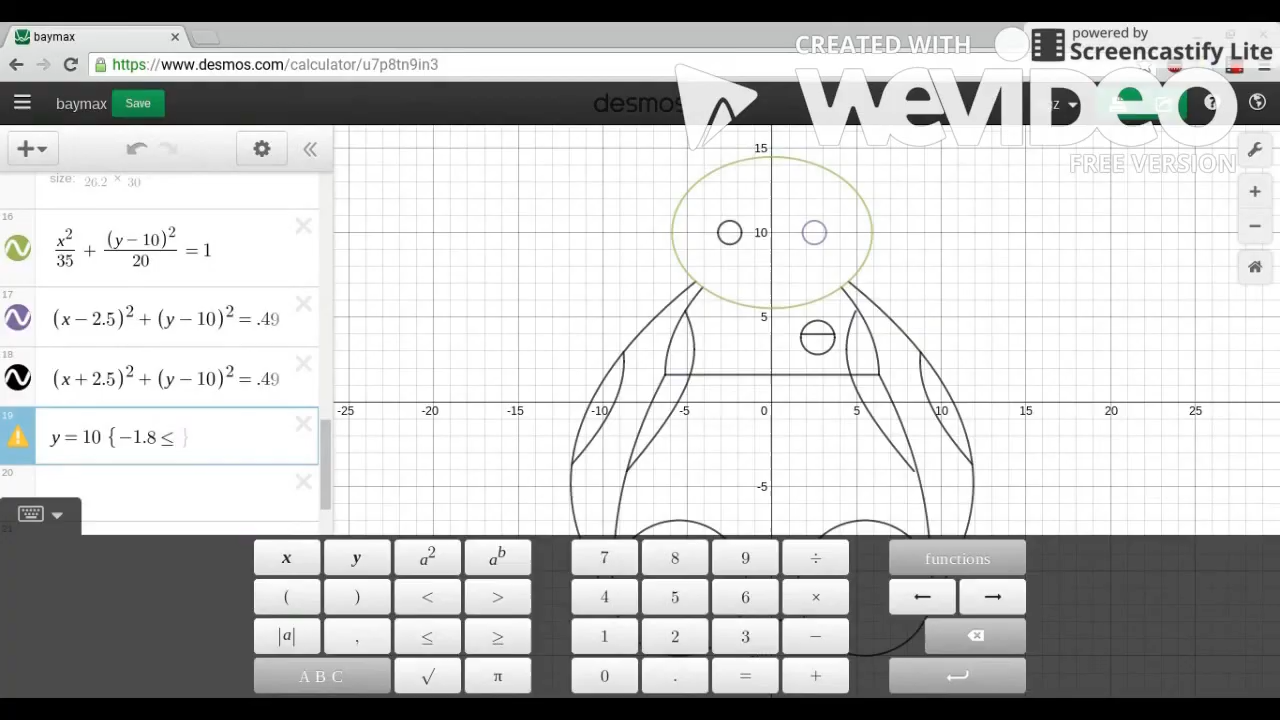 baymax
CREATED WITH
powered by
Screencastify Lite
https://www.desmos.com/calculator/u7p8tn9in3
baymax
Save
desmos
WeVideo
FREE VERSION
size: 26.2 × 30
16
x²/35 + (y − 10)²/20 = 1
17
(x − 2.5)² + (y − 10)² = .49
18
(x + 2.5)² + (y − 10)² = .49
19
y = 10 { −1.8 ≤ }
20
21
15
10
5
-25 -20 -15 -10 -5 0 5 10 15 20 25
-5
x y a² aᵇ 7 8 9 ÷ functions
( ) < > 4 5 6 × ← →
|a| , ≤ ≥ 1 2 3 −
A B C √ π 0 . = +